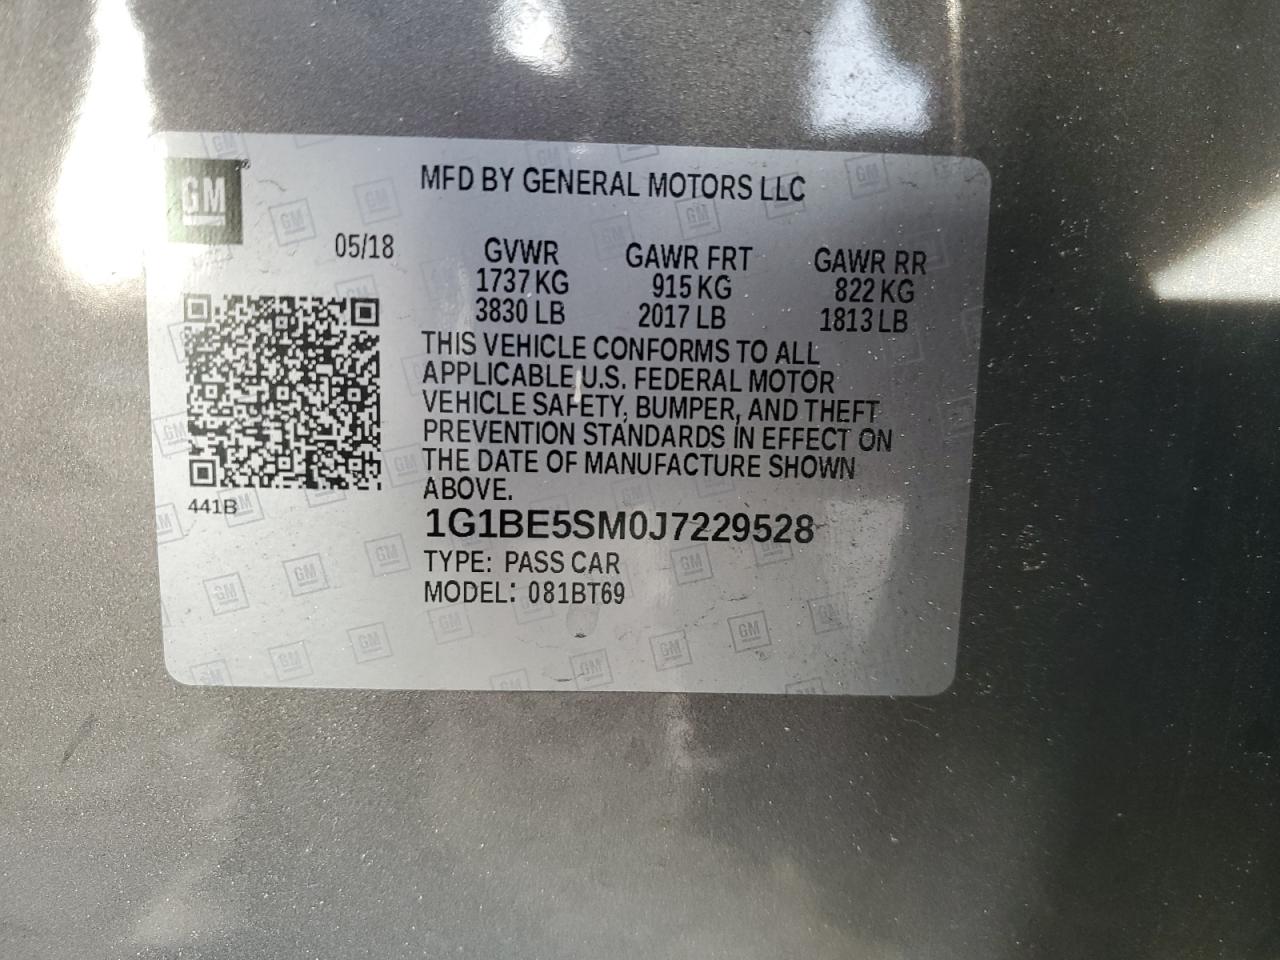 GM®
MFD BY GENERAL MOTORS LLC
05/18
GVWR GAWR FRT GAWR RR
1737 KG 915 KG 822 KG
3830 LB 2017 LB 1813 LB
THIS VEHICLE CONFORMS TO ALL
APPLICABLE U.S. FEDERAL MOTOR
VEHICLE SAFETY, BUMPER, AND THEFT
PREVENTION STANDARDS IN EFFECT ON
THE DATE OF MANUFACTURE SHOWN
ABOVE.
441B
1G1BE5SM0J7229528
TYPE: PASS CAR
MODEL: 081BT69